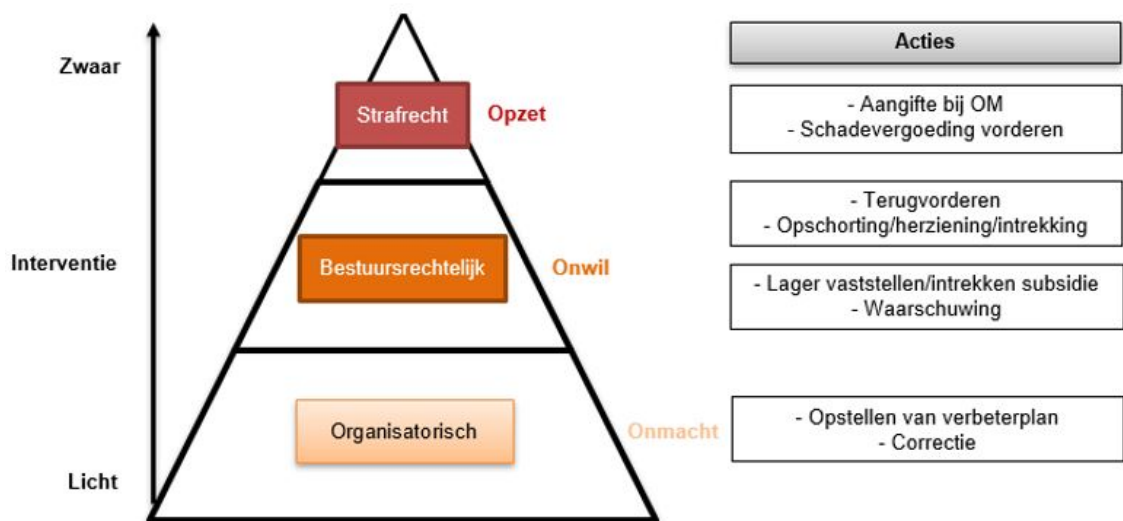 Acties
Zwaar
Strafrecht
Opzet
- Aangifte bij OM
- Schadevergoeding vorderen
Interventie
Bestuursrechtelijk
Onwil
- Terugvorderen
- Opschorting/herziening/intrekking
- Lager vaststellen/intrekken subsidie
- Waarschuwing
Organisatorisch
Onmacht
- Opstellen van verbeterplan
- Correctie
Licht